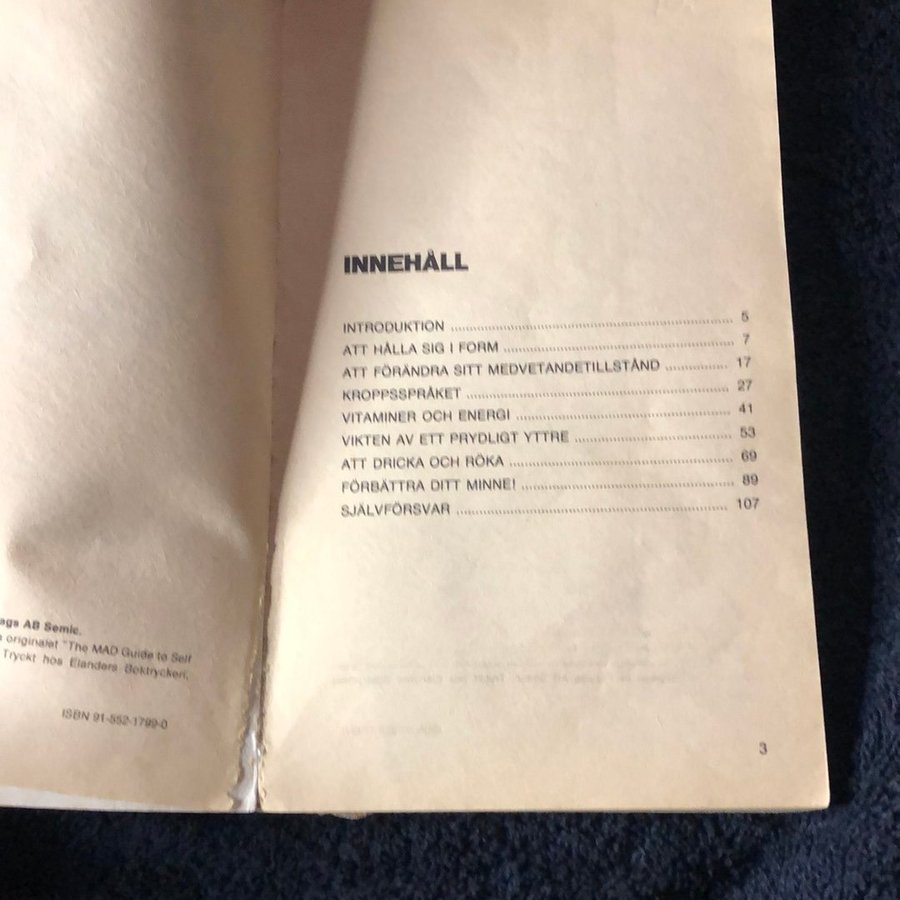 ags AB Semic.
originalet "The MAD Guide to Self
Tryckt hos Elanders Boktryckeri,
ISBN 91-552-1799-0
INNEHÅLL
INTRODUKTION 5
ATT HÅLLA SIG I FORM 7
ATT FÖRÄNDRA SITT MEDVETANDETILLSTÅND 17
KROPPSSPRÅKET 27
VITAMINER OCH ENERGI 41
VIKTEN AV ETT PRYDLIGT YTTRE 53
ATT DRICKA OCH RÖKA 69
FÖRBÄTTRA DITT MINNE! 89
SJÄLVFÖRSVAR 107
3